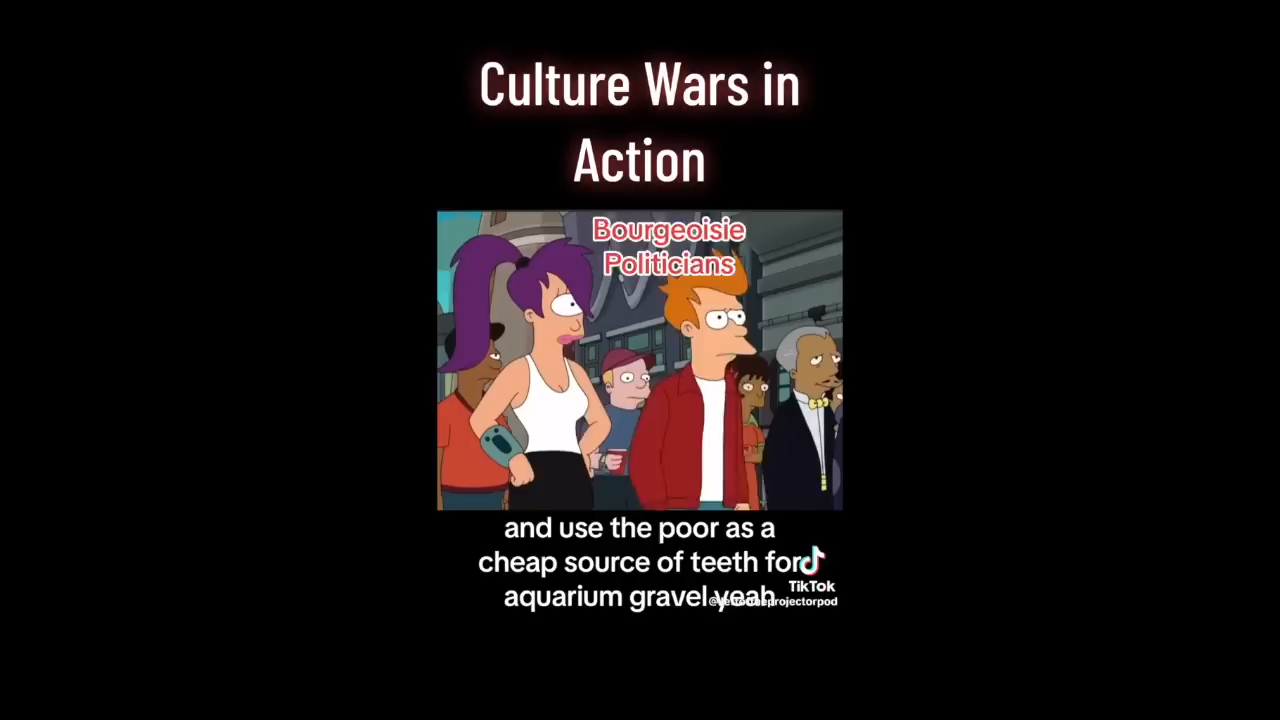 Culture Wars in
Action
Bourgeoisie
Politicians
and use the poor as a
cheap source of teeth for
aquarium gravel yeah
TikTok